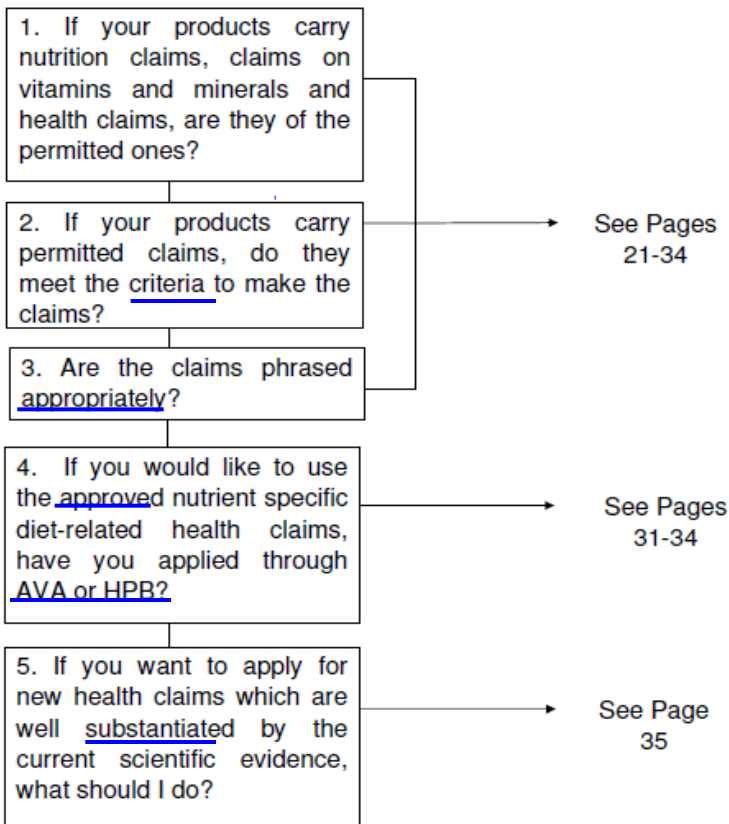 1. If your products carry
nutrition claims, claims on
vitamins and minerals and
health claims, are they of the
permitted ones?
2. If your products carry
permitted claims, do they
meet the criteria to make the
claims?
See Pages
21-34
3. Are the claims phrased
appropriately?
4. If you would like to use
the approved nutrient specific
diet-related health claims,
have you applied through
AVA or HPB?
See Pages
31-34
5. If you want to apply for
new health claims which are
well substantiated by the
current scientific evidence,
what should I do?
See Page
35